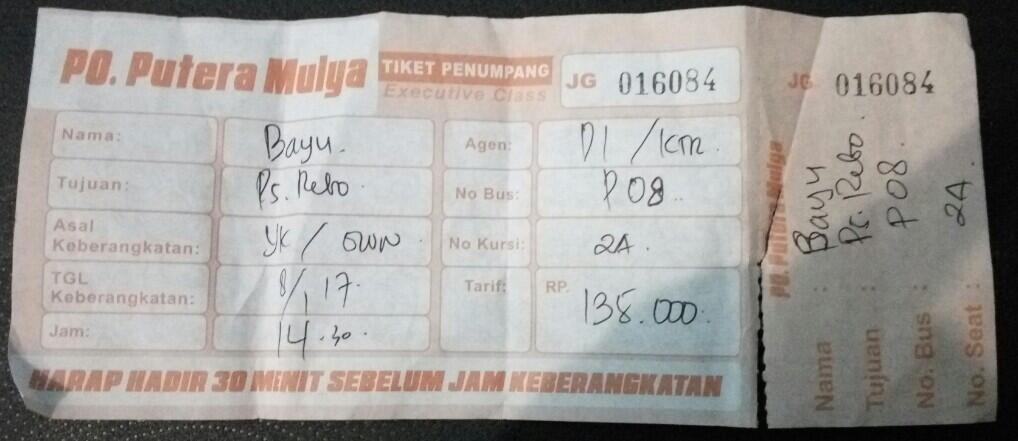 PO. Putera Mulya
TIKET PENUMPANG
Executive Class
JG 016084
Nama: Bayu. Agen: D1 / km.
Tujuan: Ps. Rebo. No Bus: P 08..
Asal Keberangkatan: YK / GWN. No Kursi: 2A.
TGL Keberangkatan: 8/1 17. Tarif: RP. 135.000.
Jam: 14.30.
HARAP HADIR 30 MENIT SEBELUM JAM KEBERANGKATAN
JG 016084
PO. Putera Mulya
Nama : Bayu
Tujuan : Ps. Rebo.
No. Bus : P 08.
No. Seat : 2A.